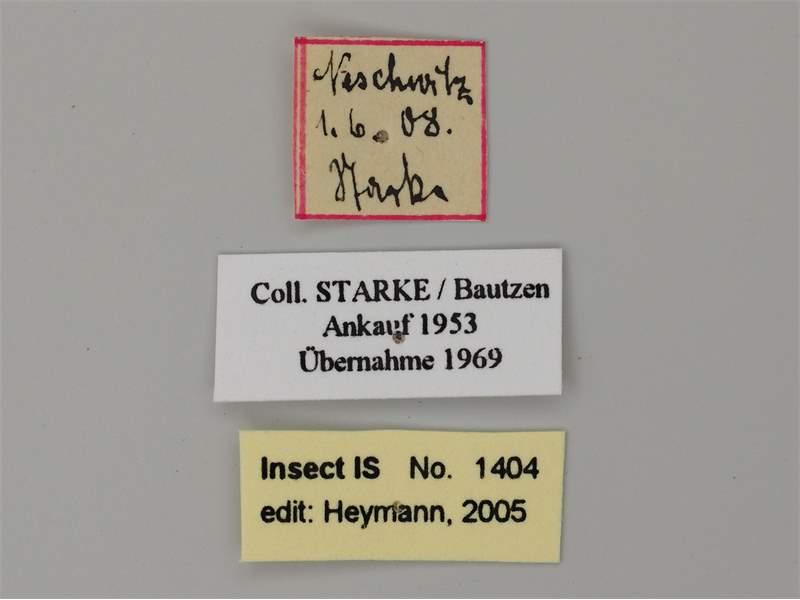 Neschwitz
1.6.08.
Starke
Coll. STARKE / Bautzen
Ankauf 1953
Übernahme 1969
Insect IS No. 1404
edit: Heymann, 2005